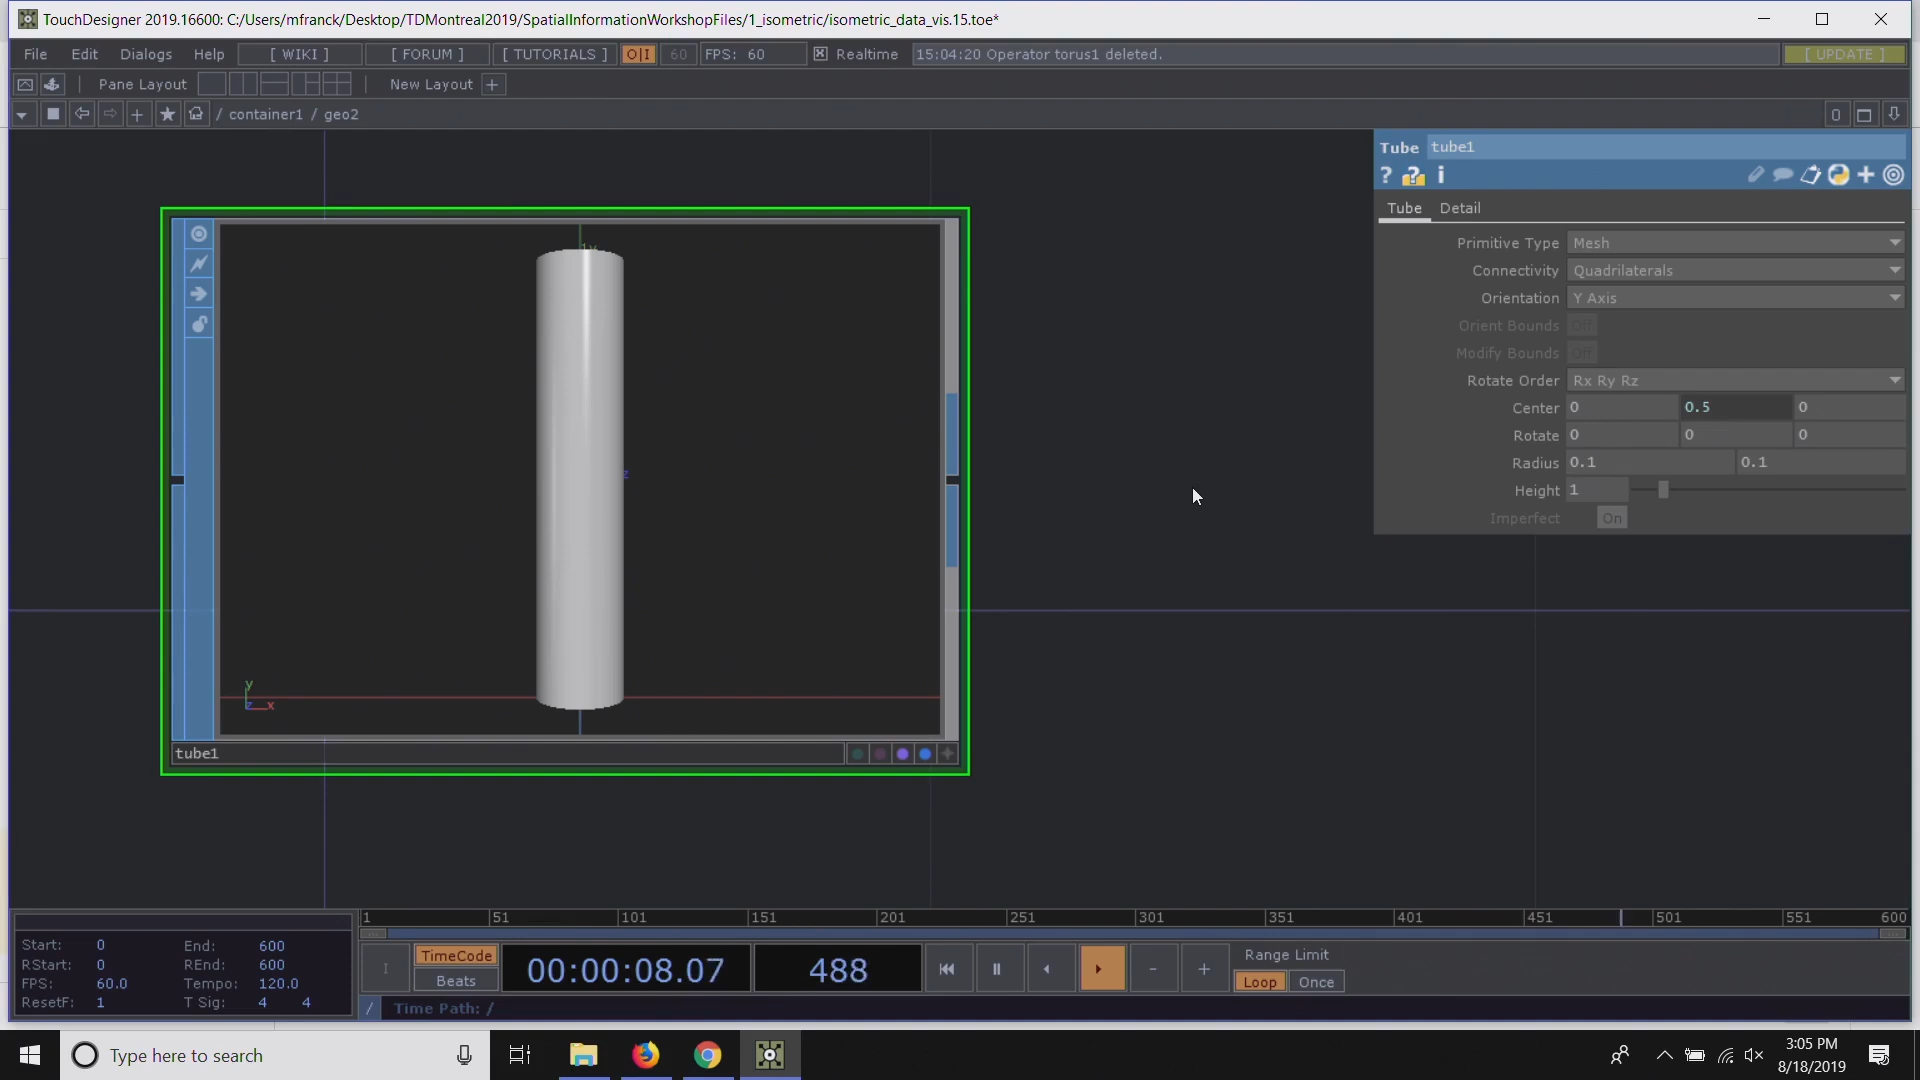 TouchDesigner 2019.16600: C:/Users/mfranck/Desktop/TDMontreal2019/SpatialInformationWorkshopFiles/1_isometric/isometric_data_vis.15.toe*
File Edit Dialogs Help [ WIKI ] [ FORUM ] [ TUTORIALS ] O|I 60 FPS: 60 Realtime 15:04:20 Operator torus1 deleted. [ UPDATE ]
Pane Layout New Layout +
/ container1 / geo2 0
Tube tube1
? ? i
Tube Detail
Primitive Type Mesh
Connectivity Quadrilaterals
Orientation Y Axis
Orient Bounds Off
Modify Bounds Off
Rotate Order Rx Ry Rz
Center 0 0.5 0
Rotate 0 0 0
Radius 0.1 0.1
Height 1
Imperfect On
z
y
z x
tube1
1 51 101 151 201 251 301 351 401 451 501 551 600
Start: 0 End: 600
RStart: 0 REnd: 600
FPS: 60.0 Tempo: 120.0
ResetF: 1 T Sig: 4 4
I TimeCode Beats 00:00:08.07 488 - + Range Limit
Loop Once
/ Time Path: /
Type here to search
3:05 PM
8/18/2019